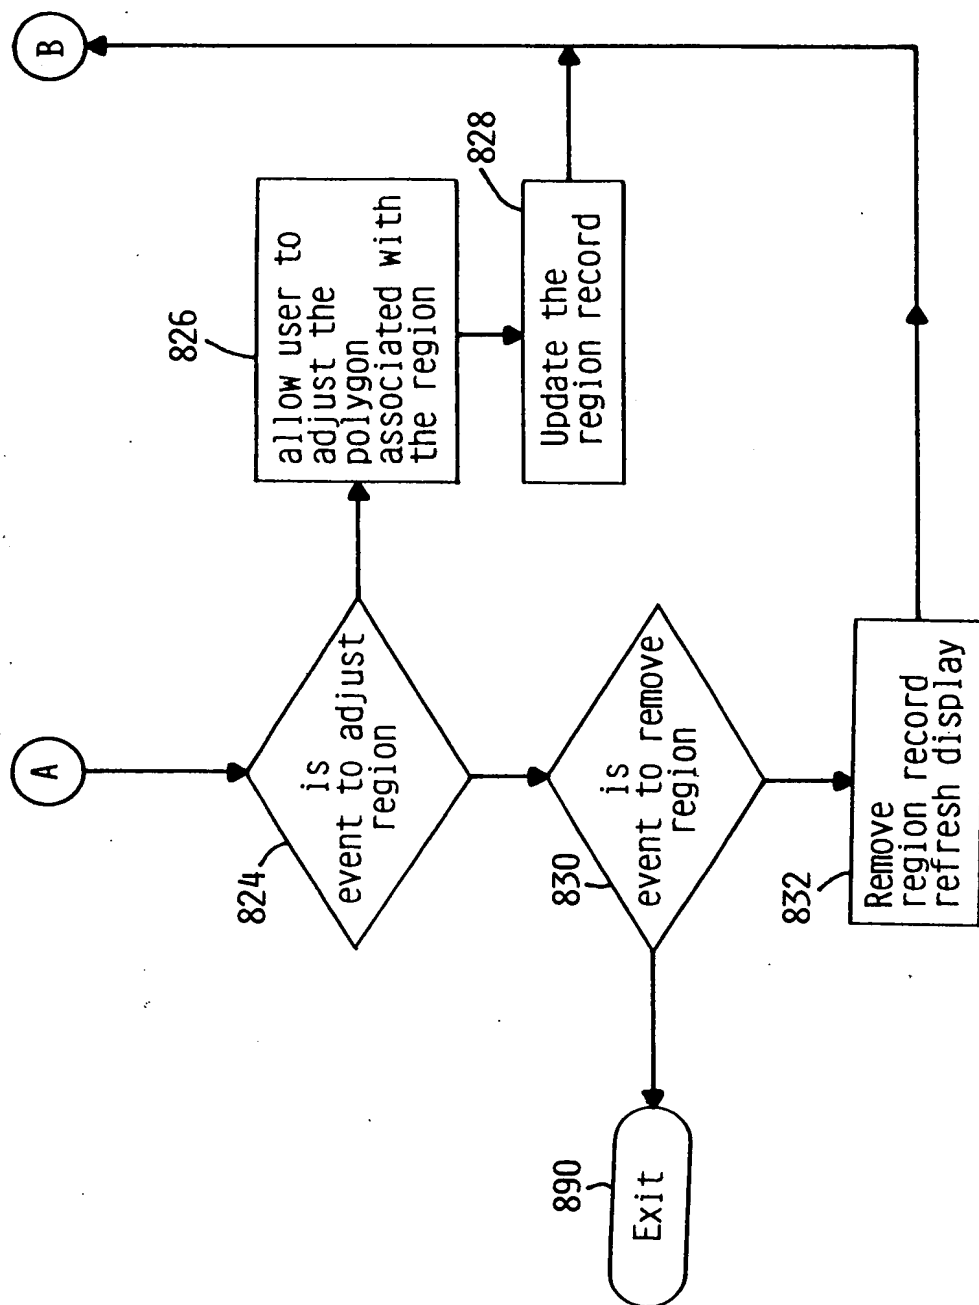 A
824
is
event to adjust
region
826
allow user to
adjust the
polygon
associated with
the region
828
Update the
region record
B
830
is
event to remove
region
890
Exit
832
Remove
region record
refresh display